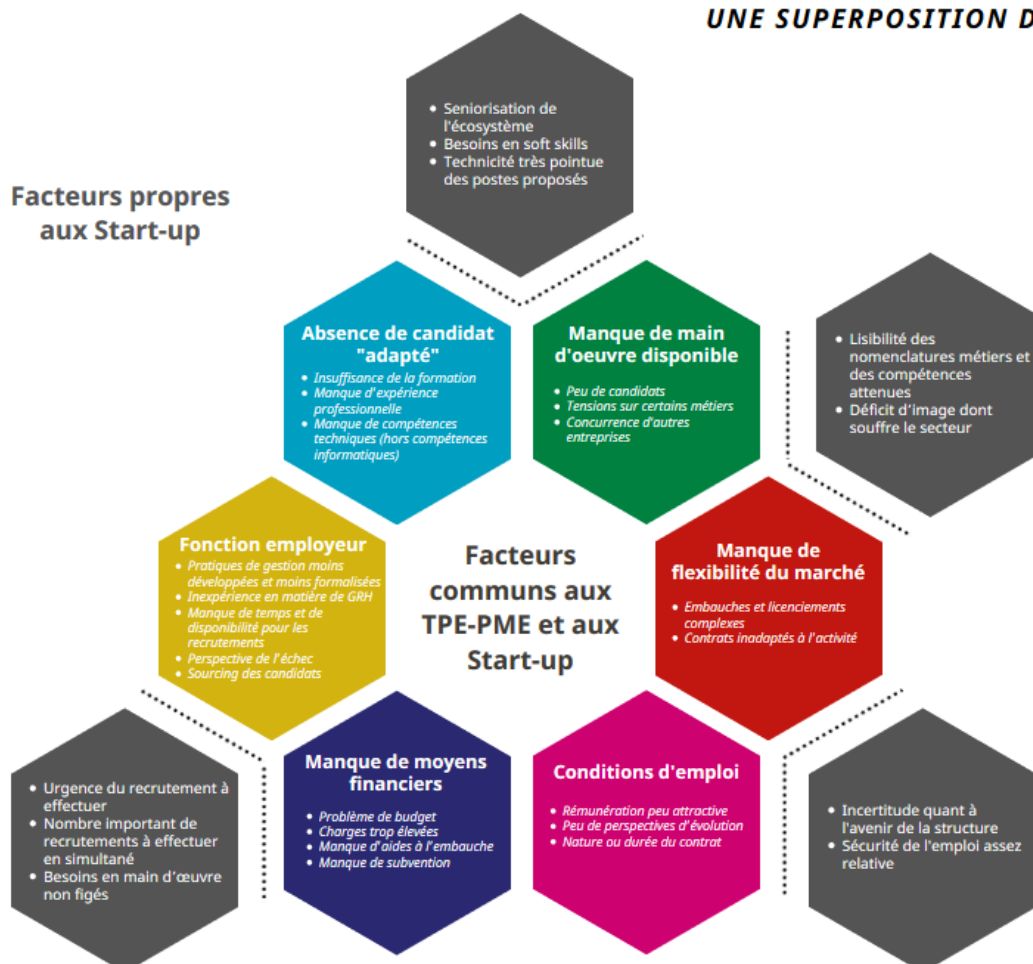 UNE SUPERPOSITION D
• Seniorisation de
l'écosystème
• Besoins en soft skills
• Technicité très pointue
des postes proposés
Facteurs propres
aux Start-up
Absence de candidat
"adapté"
• Insuffisance de la formation
• Manque d'expérience
professionnelle
• Manque de compétences
techniques (hors compétences
informatiques)
Manque de main
d'oeuvre disponible
• Peu de candidats
• Tensions sur certains métiers
• Concurrence d'autres
entreprises
• Lisibilité des
nomenclatures métiers et
des compétences
attenues
• Déficit d'image dont
souffre le secteur
Fonction employeur
• Pratiques de gestion moins
développées et moins formalisées
• Inexpérience en matière de GRH
• Manque de temps et de
disponibilité pour les
recrutements
• Perspective de l'échec
• Sourcing des candidats
Facteurs
communs aux
TPE-PME et aux
Start-up
Manque de
flexibilité du marché
• Embauches et licenciements
complexes
• Contrats inadaptés à l'activité
• Urgence du recrutement à
effectuer
• Nombre important de
recrutements à effectuer
en simultané
• Besoins en main d'œuvre
non figés
Manque de moyens
financiers
• Problème de budget
• Charges trop élevées
• Manque d'aides à l'embauche
• Manque de subvention
Conditions d'emploi
• Rémunération peu attractive
• Peu de perspectives d'évolution
• Nature ou durée du contrat
• Incertitude quant à
l'avenir de la structure
• Sécurité de l'emploi assez
relative